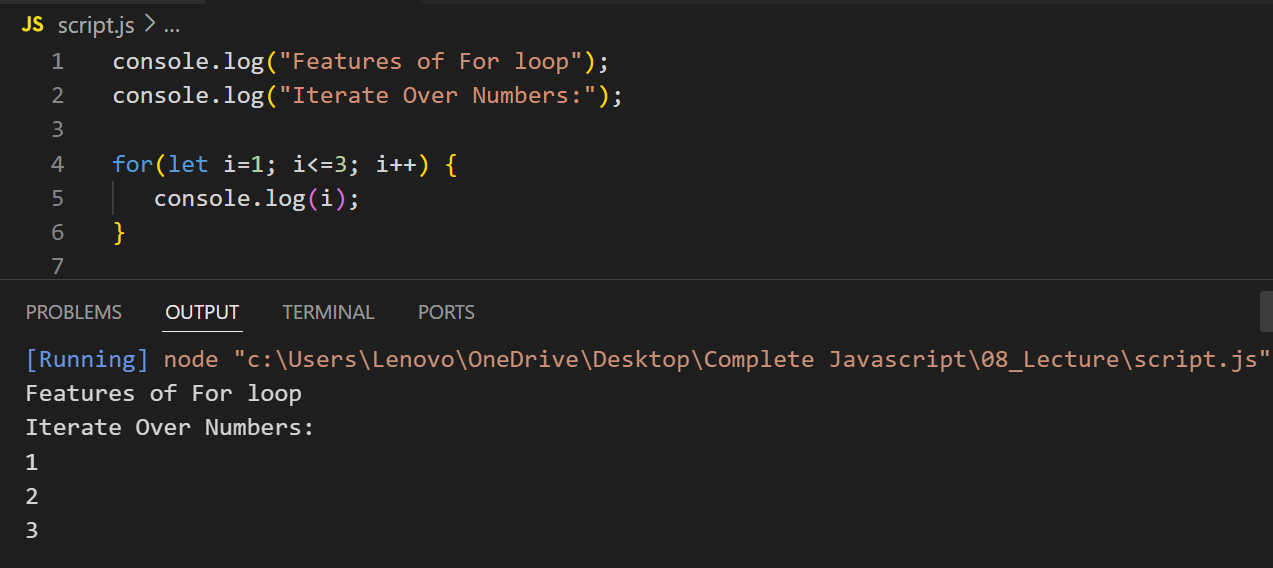 JS script.js > ...
1 console.log("Features of For loop");
2 console.log("Iterate Over Numbers:");
3
4 for(let i=1; i<=3; i++) {
5 console.log(i);
6 }
7
PROBLEMS OUTPUT TERMINAL PORTS
[Running] node "c:\Users\Lenovo\OneDrive\Desktop\Complete Javascript\08_Lecture\script.js"
Features of For loop
Iterate Over Numbers:
1
2
3